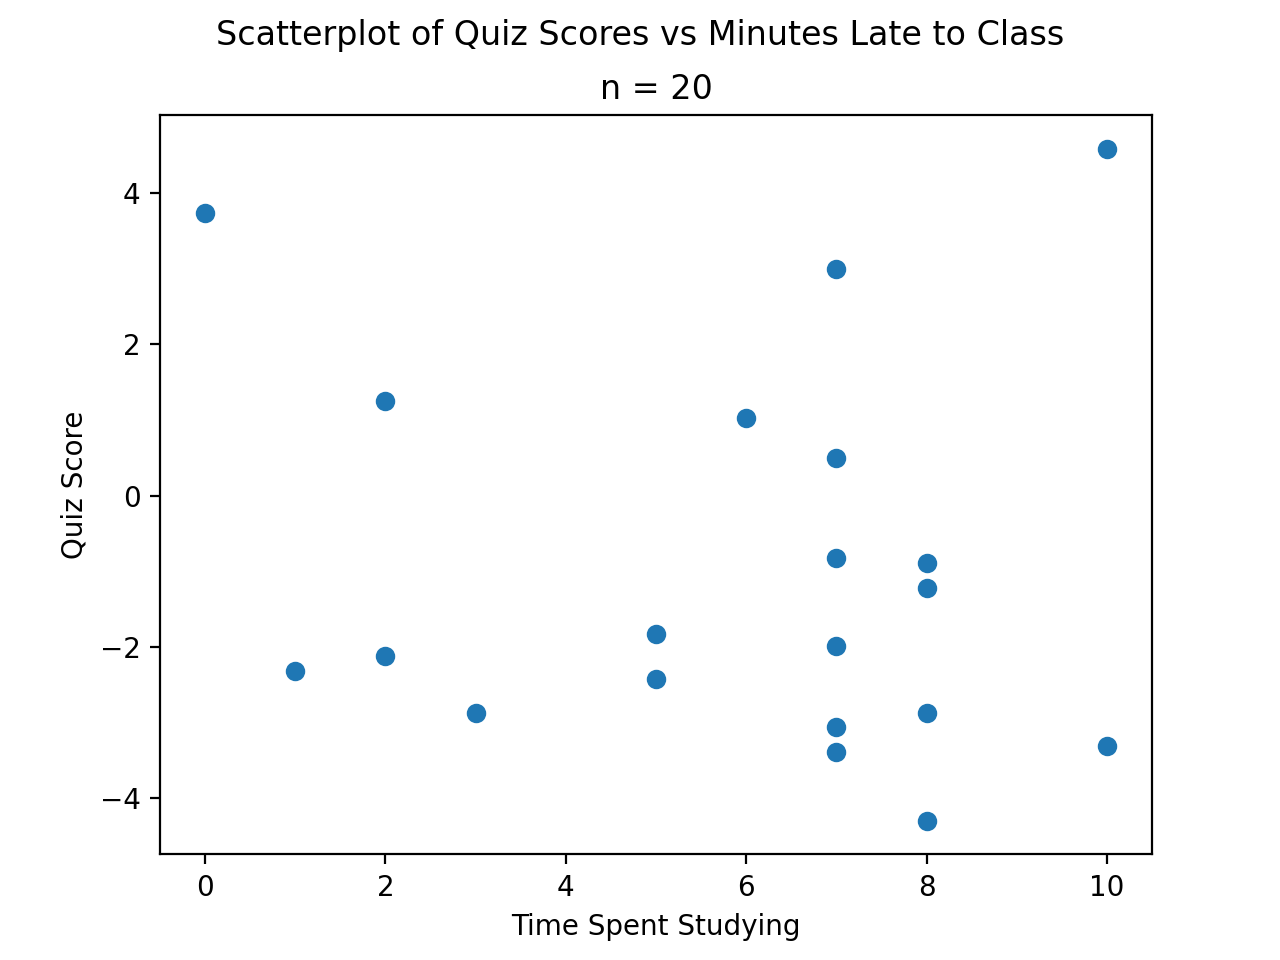 Scatterplot of Quiz Scores vs Minutes Late to Class
n = 20
4
2
0
−2
−4
Quiz Score
0 2 4 6 8 10
Time Spent Studying